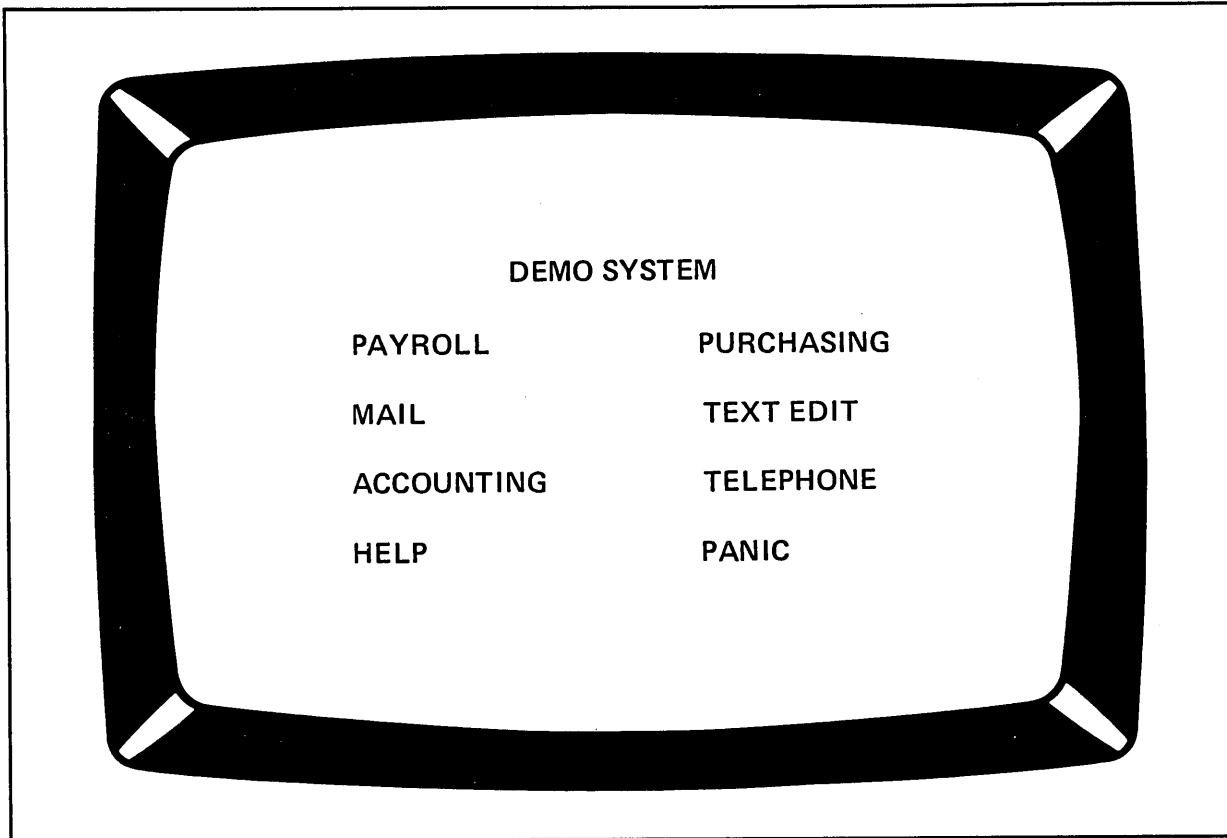 DEMO SYSTEM
PAYROLL PURCHASING
MAIL TEXT EDIT
ACCOUNTING TELEPHONE
HELP PANIC